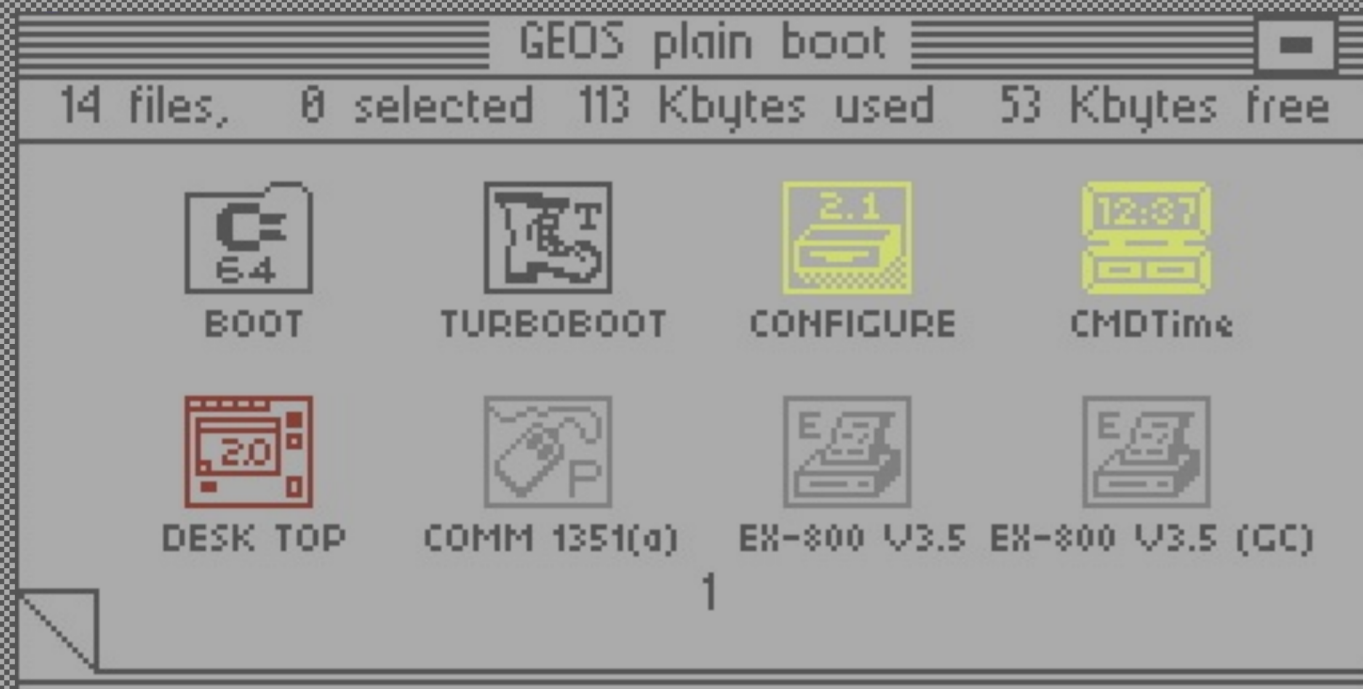 GEOS plain boot
14 files, 0 selected 113 Kbytes used 53 Kbytes free
C= 64 T 2.1 12:37
BOOT TURBOBOOT CONFIGURE CMDTime
2.0 P E E
DESK TOP COMM 1351(a) EX-800 V3.5 EX-800 V3.5 (GC)
1